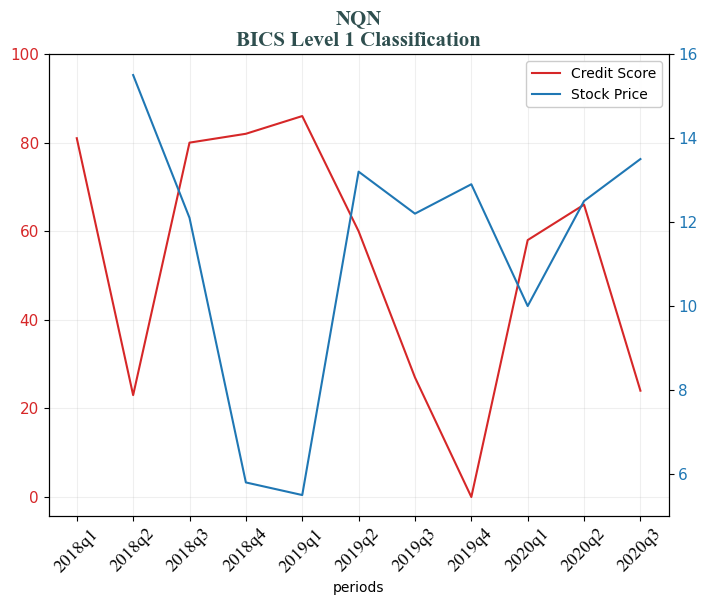 NQN
BICS Level 1 Classification
Credit Score
Stock Price
100
80
60
40
20
0
16
14
12
10
8
6
2018q1
2018q2
2018q3
2018q4
2019q1
2019q2
2019q3
2019q4
2020q1
2020q2
2020q3
periods